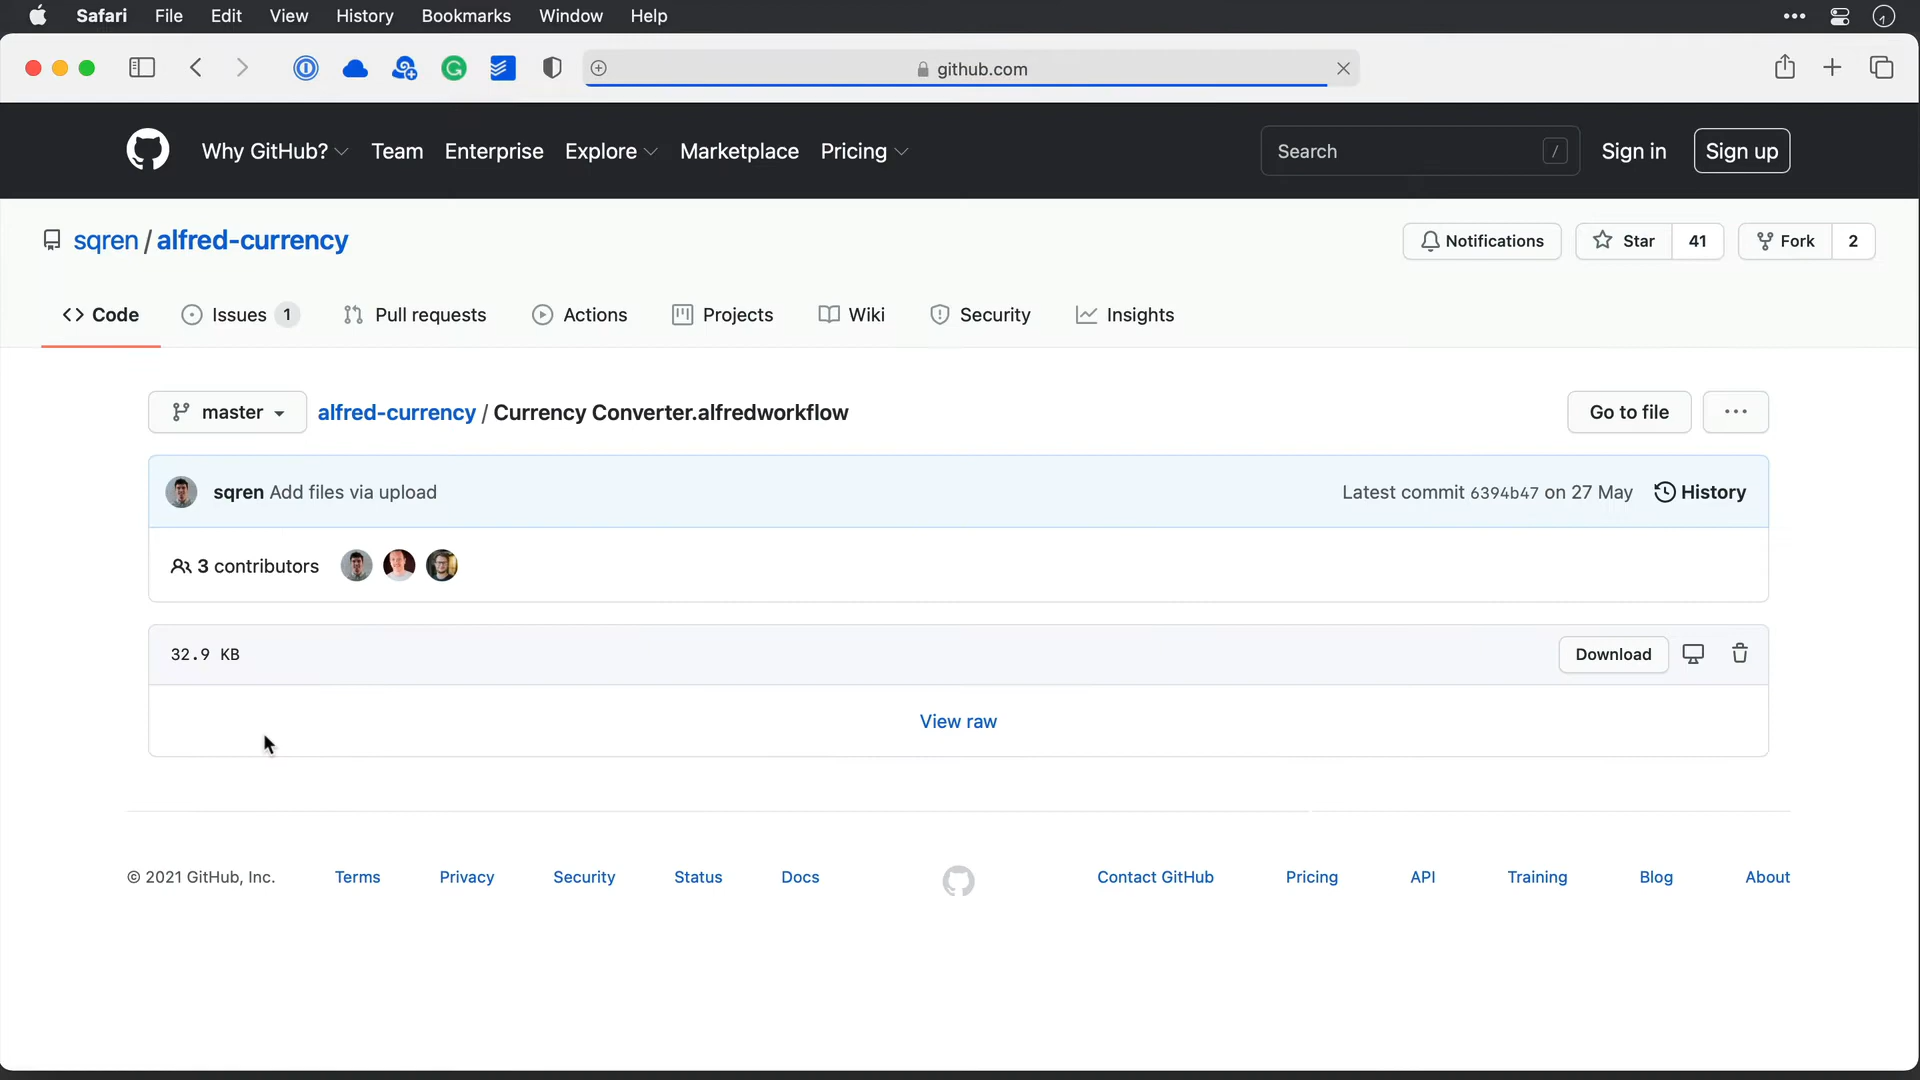 Safari File Edit View History Bookmarks Window Help
github.com
Why GitHub? Team Enterprise Explore Marketplace Pricing Search / Sign in Sign up
sqren / alfred-currency Notifications Star 41 Fork 2
Code Issues 1 Pull requests Actions Projects Wiki Security Insights
master alfred-currency / Currency Converter.alfredworkflow Go to file ...
sqren Add files via upload Latest commit 6394b47 on 27 May History
3 contributors
32.9 KB Download
View raw
© 2021 GitHub, Inc. Terms Privacy Security Status Docs Contact GitHub Pricing API Training Blog About